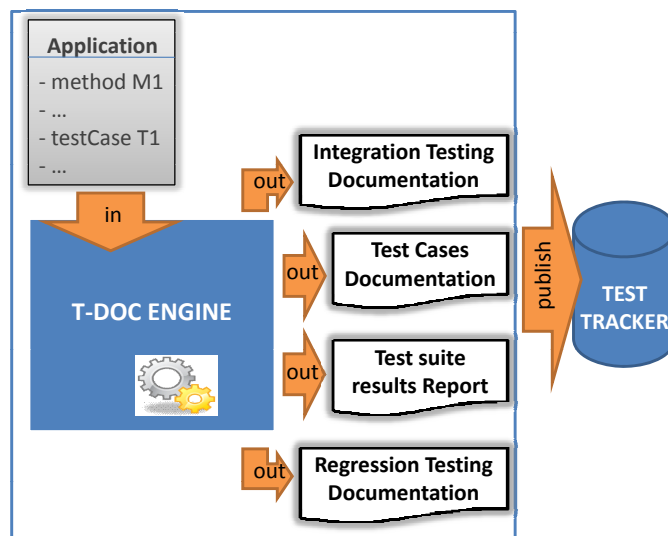 Application
- method M1
- ...
- testCase T1
- ...
in
T-DOC ENGINE
out
Integration Testing
Documentation
out
Test Cases
Documentation
out
Test suite
results Report
out
Regression Testing
Documentation
publish
TEST
TRACKER